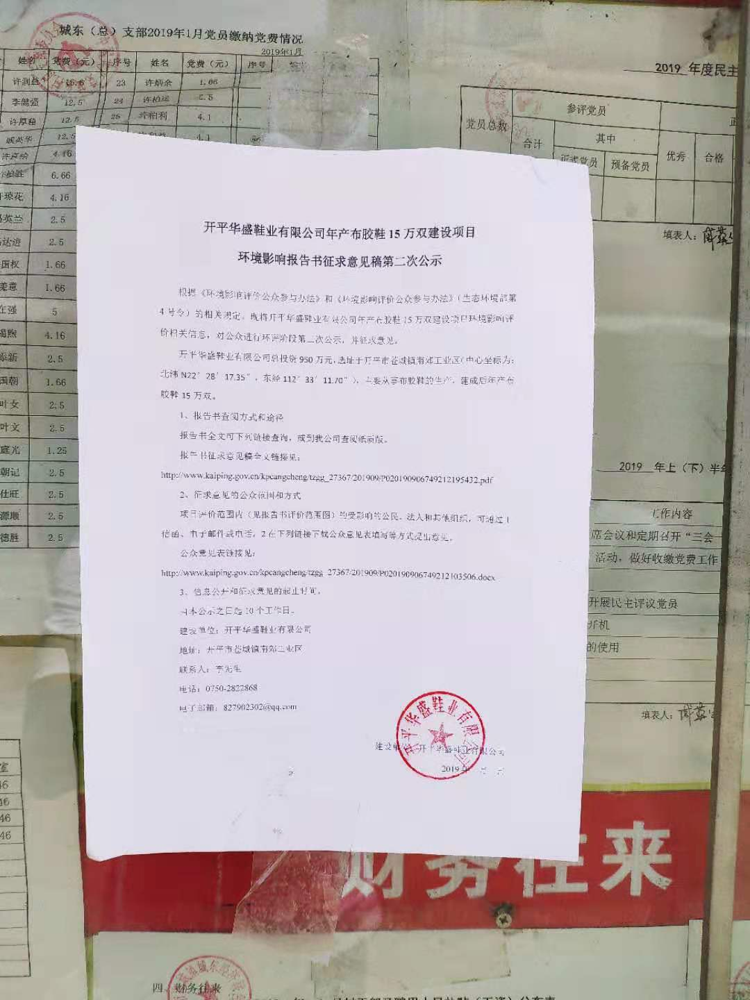 城东（总）支部2019年1月党员缴纳党费情况
2019年1月
姓名 党费（元） 序号 姓名 党费（元） 序号
许润 16.6 23 许炳余 1.66
李健强 12.5 24 许柏运 6.5
许厚稳 12.5 25 许柏利 4.1
戚英华 12.5 4.1
4.16
6.66
琼花 4.16
英兰 2.5
达进 2.5
国权 1.66
美意 1.66
在强 5
4.16
添新 2.5
国朝 1.66
叶女 2.5
叶文 2.5
庭光 1.25
朝记 2.5
仕旺 2.5
源顺 2.5
德胜 2.5
2019 年度民主
党员总数 参评党员
合计 其中 优秀 合格
正式党员 预备党员
填表人：
开平华盛鞋业有限公司年产布胶鞋 15 万双建设项目
环境影响报告书征求意见稿第二次公示
根据《环境影响评价公众参与办法》和《环境影响评价公众参与办法》（生态环境部第
4 号令）的相关规定，现将开平华盛鞋业有限公司年产布胶鞋 15 万双建设项目环境影响评
价相关信息，对公众进行环评阶段第二次公示，并征求意见。
开平华盛鞋业有限公司总投资 950 万元，选址于开平市苍城镇南郊工业区（中心坐标为：
北纬 N22° 28′ 17.35″，东经 112° 33′ 11.70″），主要从事布胶鞋的生产，建成后年产布
胶鞋 15 万双。
1、报告书查阅方式和途径
报告书全文可下列链接查询，或到我公司查阅纸质版。
报告书征求意见稿全文链接见：
http://www.kaiping.gov.cn/kpcangcheng/tzgg_27367/201909/P020190906749212195432.pdf
2、征求意见的公众范围和方式
项目评价范围内（见报告书评价范围图）的受影响的公民、法人和其他组织，可通过 1
信函、电子邮件或电话，2 在下列链接下载公众意见表填写等方式提出意见。
公众意见表链接见：
http://www.kaiping.gov.cn/kpcangcheng/tzgg_27367/201909/P020190906749212103506.docx
3、信息公开和征求意见的起止时间。
自本公示之日起 10 个工作日。
建设单位：开平华盛鞋业有限公司
地址：开平市苍城镇南郊工业区
联系人：李先生
电话：0750-2822868
电子邮箱：827902302@qq.com
开平华盛鞋业有限公司
建设单位：开平华盛鞋业有限公司
2019 年 月 日
2019 年上（下）半年
工作内容
席会议和定期召开“三会一
活动，做好收缴党费工作
开展民主评议党员
开机
的使用
填表人：
室
46
46
46
46
财务往来
四、财务往来